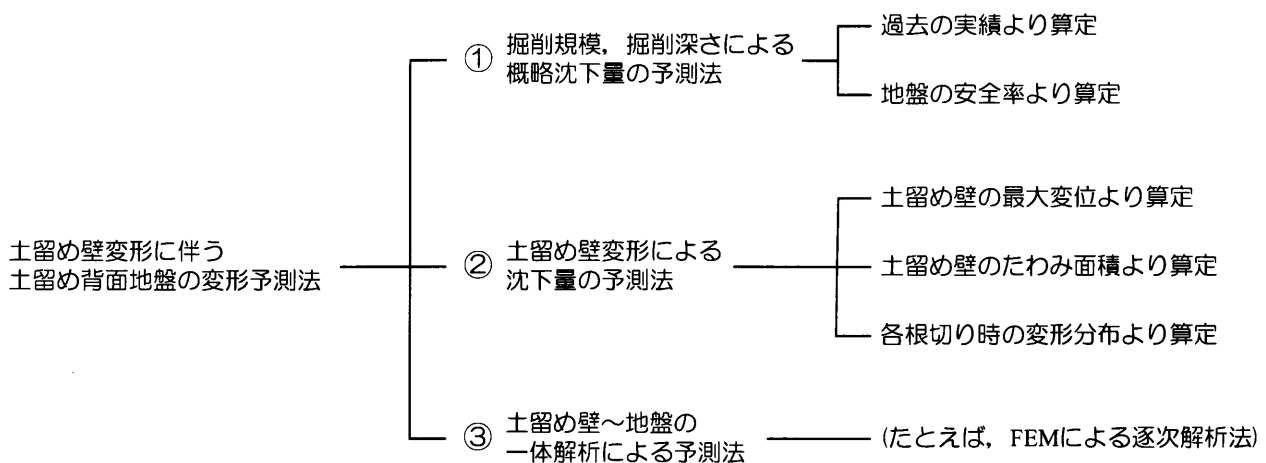 土留め壁変形に伴う
土留め背面地盤の変形予測法
① 掘削規模，掘削深さによる
概略沈下量の予測法
過去の実績より算定
地盤の安全率より算定
② 土留め壁変形による
沈下量の予測法
土留め壁の最大変位より算定
土留め壁のたわみ面積より算定
各根切り時の変形分布より算定
③ 土留め壁～地盤の
一体解析による予測法
(たとえば，FEMによる逐次解析法)